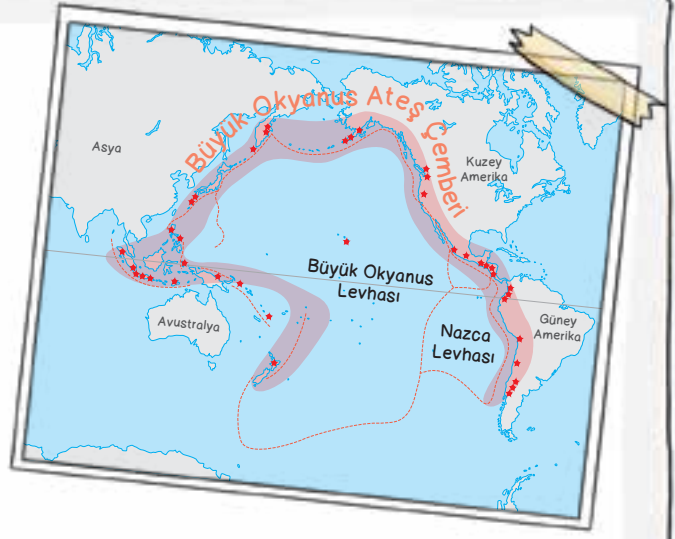 Büyük Okyanus Ateş Çemberi
Asya
Kuzey
Amerika
Büyük Okyanus
Levhası
Avustralya
Nazca
Levhası
Güney
Amerika